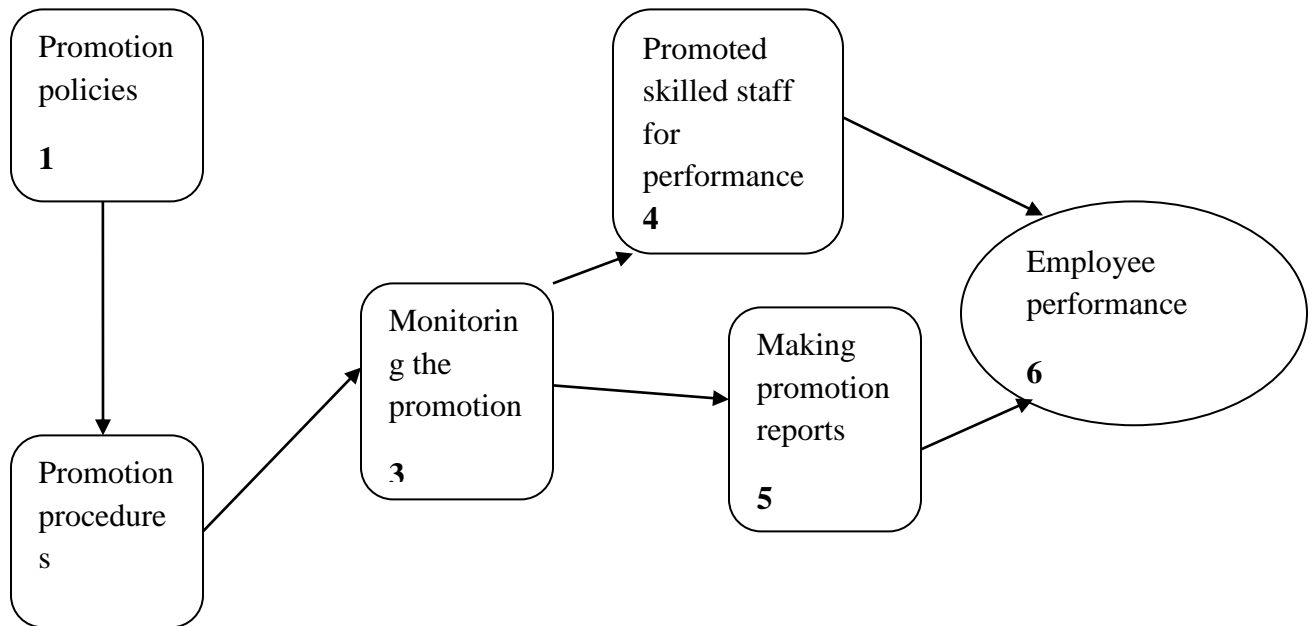 Promotion
policies
1
Promotion
procedure
s
Monitorin
g the
promotion
3
Promoted
skilled staff
for
performance
4
Making
promotion
reports
5
Employee
performance
6